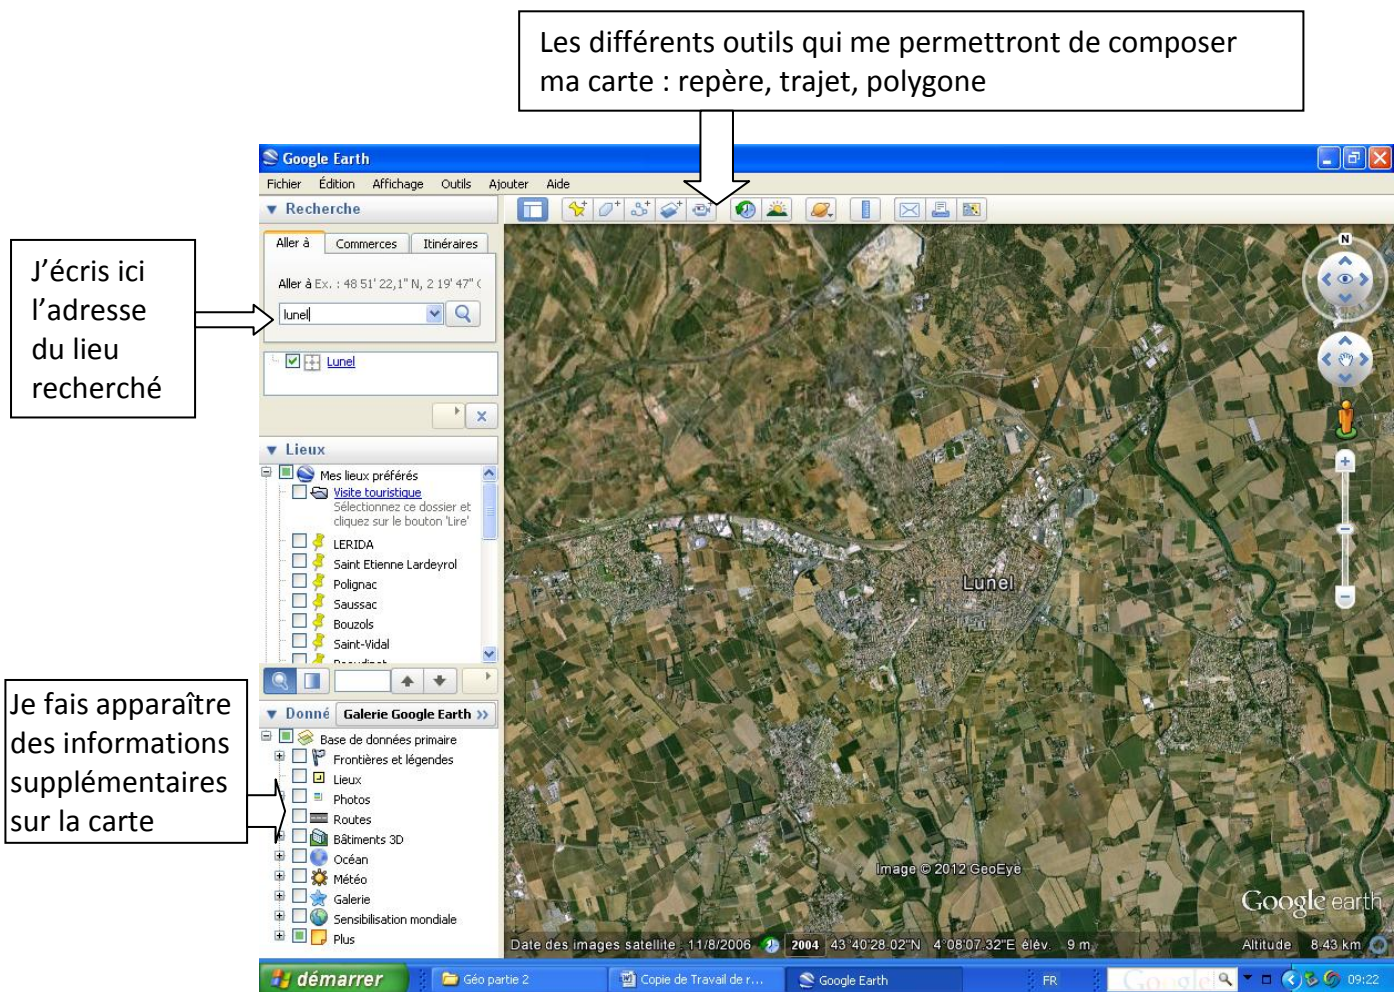 Les différents outils qui me permettront de composer
ma carte : repère, trajet, polygone
Google Earth
Fichier Édition Affichage Outils Ajouter Aide
Recherche
Aller à Commerces Itinéraires
Aller à Ex. : 48 51' 22,1" N, 2 19' 47" (
lunel
Lunel
J'écris ici
l'adresse
du lieu
recherché
Lieux
Mes lieux préférés
Visite touristique
Sélectionnez ce dossier et
cliquez sur le bouton 'Lire'
LERIDA
Saint Etienne Lardeyrol
Polignac
Saussac
Bouzols
Saint-Vidal
Je fais apparaître
des informations
supplémentaires
sur la carte
Donné Galerie Google Earth >>
Base de données primaire
Frontières et légendes
Lieux
Photos
Routes
Bâtiments 3D
Océan
Météo
Galerie
Sensibilisation mondiale
Plus
N
Lunel
Image © 2012 GeoEye
Google earth
Date des images satellite : 11/8/2006 2004 43°40'28.02"N 4°08'07.32"E élév. 9 m Altitude 8.43 km
démarrer Géo partie 2 Copie de Travail de r... Google Earth FR Google 09:22